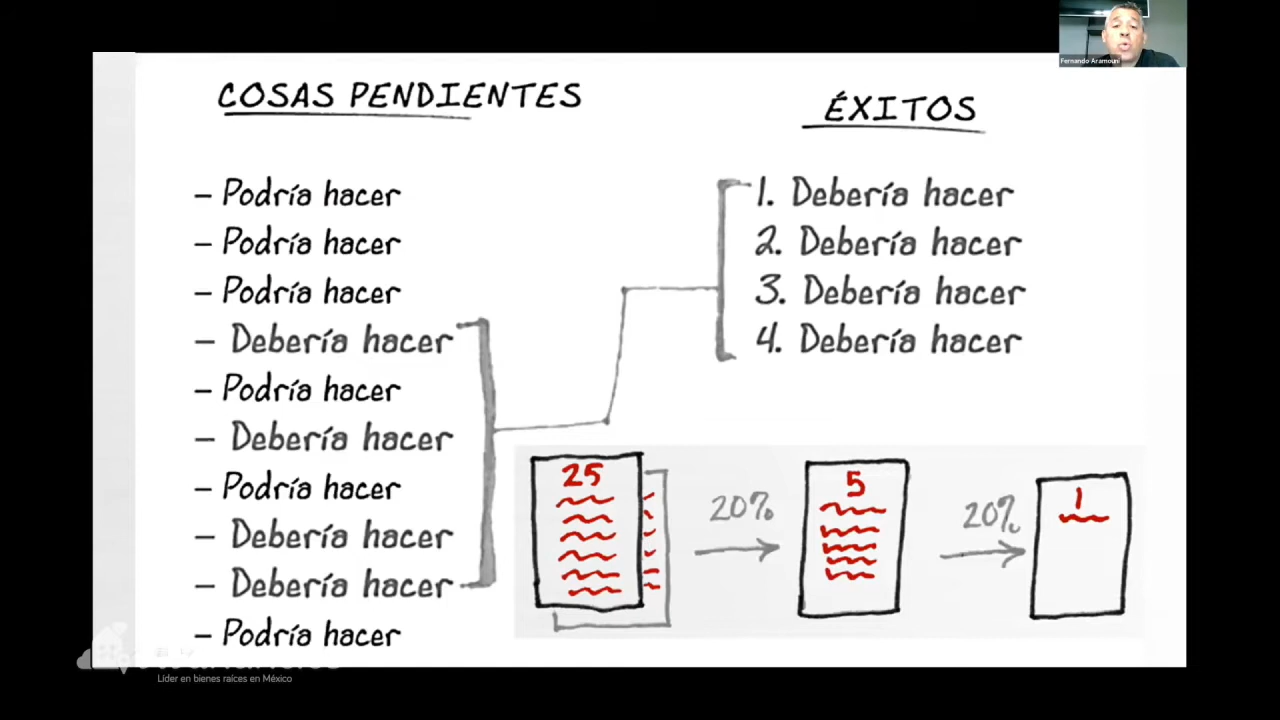 Fernando Aramouni
COSAS PENDIENTES
– Podría hacer
– Podría hacer
– Podría hacer
– Debería hacer
– Podría hacer
– Debería hacer
– Podría hacer
– Debería hacer
– Debería hacer
– Podría hacer
ÉXITOS
1. Debería hacer
2. Debería hacer
3. Debería hacer
4. Debería hacer
25
20%
5
20%
1
Líder en bienes raíces en México